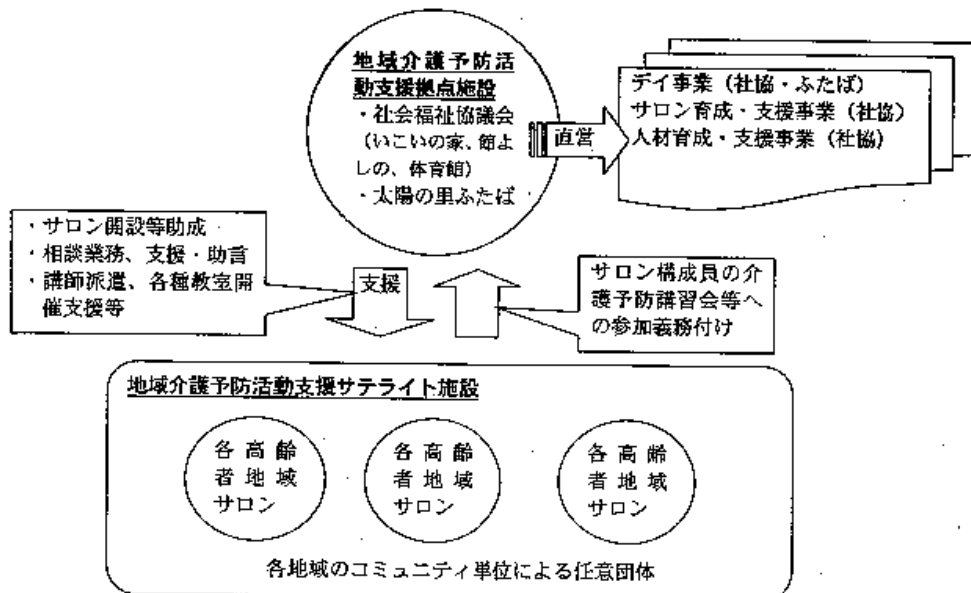 地域介護予防活
動支援拠点施設
・社会福祉協議会
(いこいの家、館よ
しの、体育館)
・太陽の里ふたば
直営
デイ事業（社協・ふたば）
サロン育成・支援事業（社協）
人材育成・支援事業（社協）
・サロン開設等助成
・相談業務、支援・助言
・講師派遣、各種教室開
催支援等
支援
サロン構成員の介
護予防講習会等へ
の参加義務付け
地域介護予防活動支援サテライト施設
各高齢
者地域
サロン
各高齢
者地域
サロン
各高齢
者地域
サロン
各地域のコミュニティ単位による任意団体